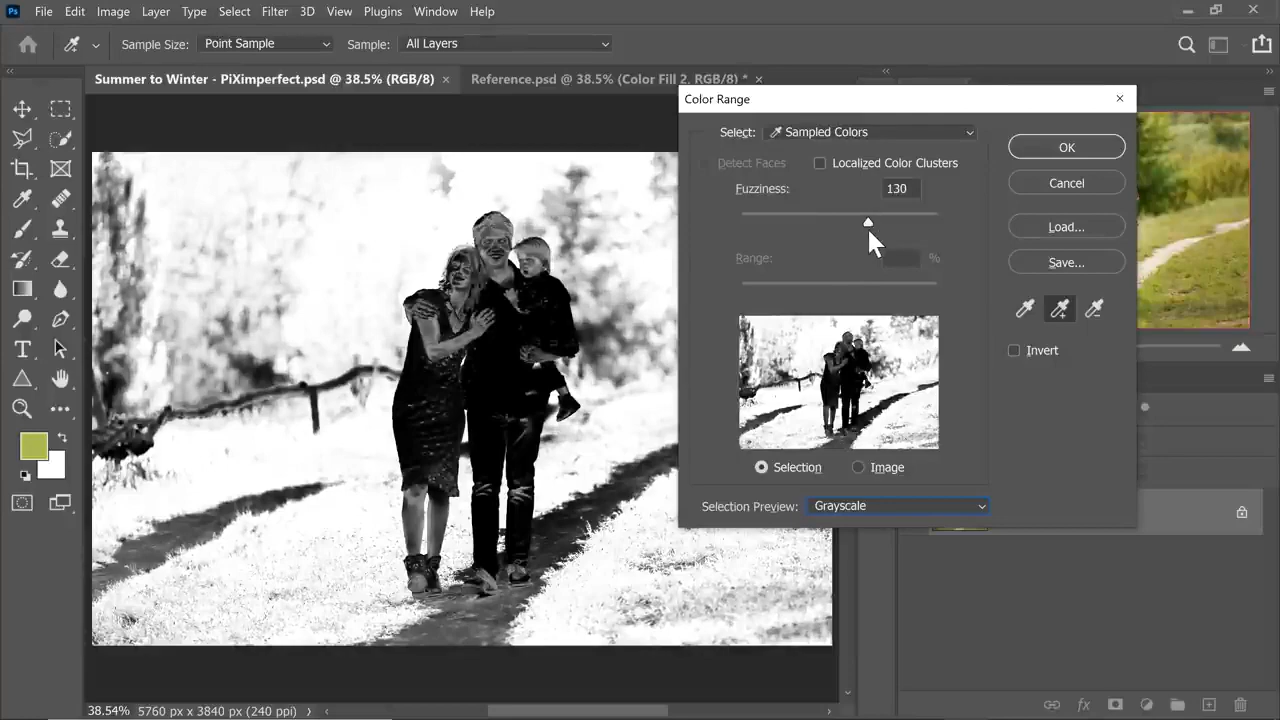 Ps File Edit Image Layer Type Select Filter 3D View Plugins Window Help
Sample Size: Point Sample Sample: All Layers
Summer to Winter - PiXimperfect.psd @ 38.5% (RGB/8) × Reference.psd @ 38.5% (Color Fill 2, RGB/8) * ×
Color Range ×
Select: Sampled Colors
OK
Detect Faces Localized Color Clusters
Fuzziness: 130
Cancel
Load...
Range: %
Save...
Invert
Selection Image
Selection Preview: Grayscale
fx
38.54% 5760 px x 3840 px (240 ppi)